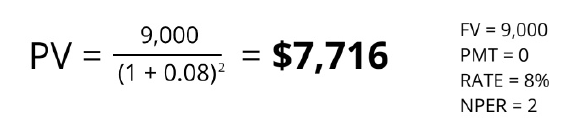 PV = 9,000 / (1 + 0.08)² = $7,716
FV = 9,000
PMT = 0
RATE = 8%
NPER = 2